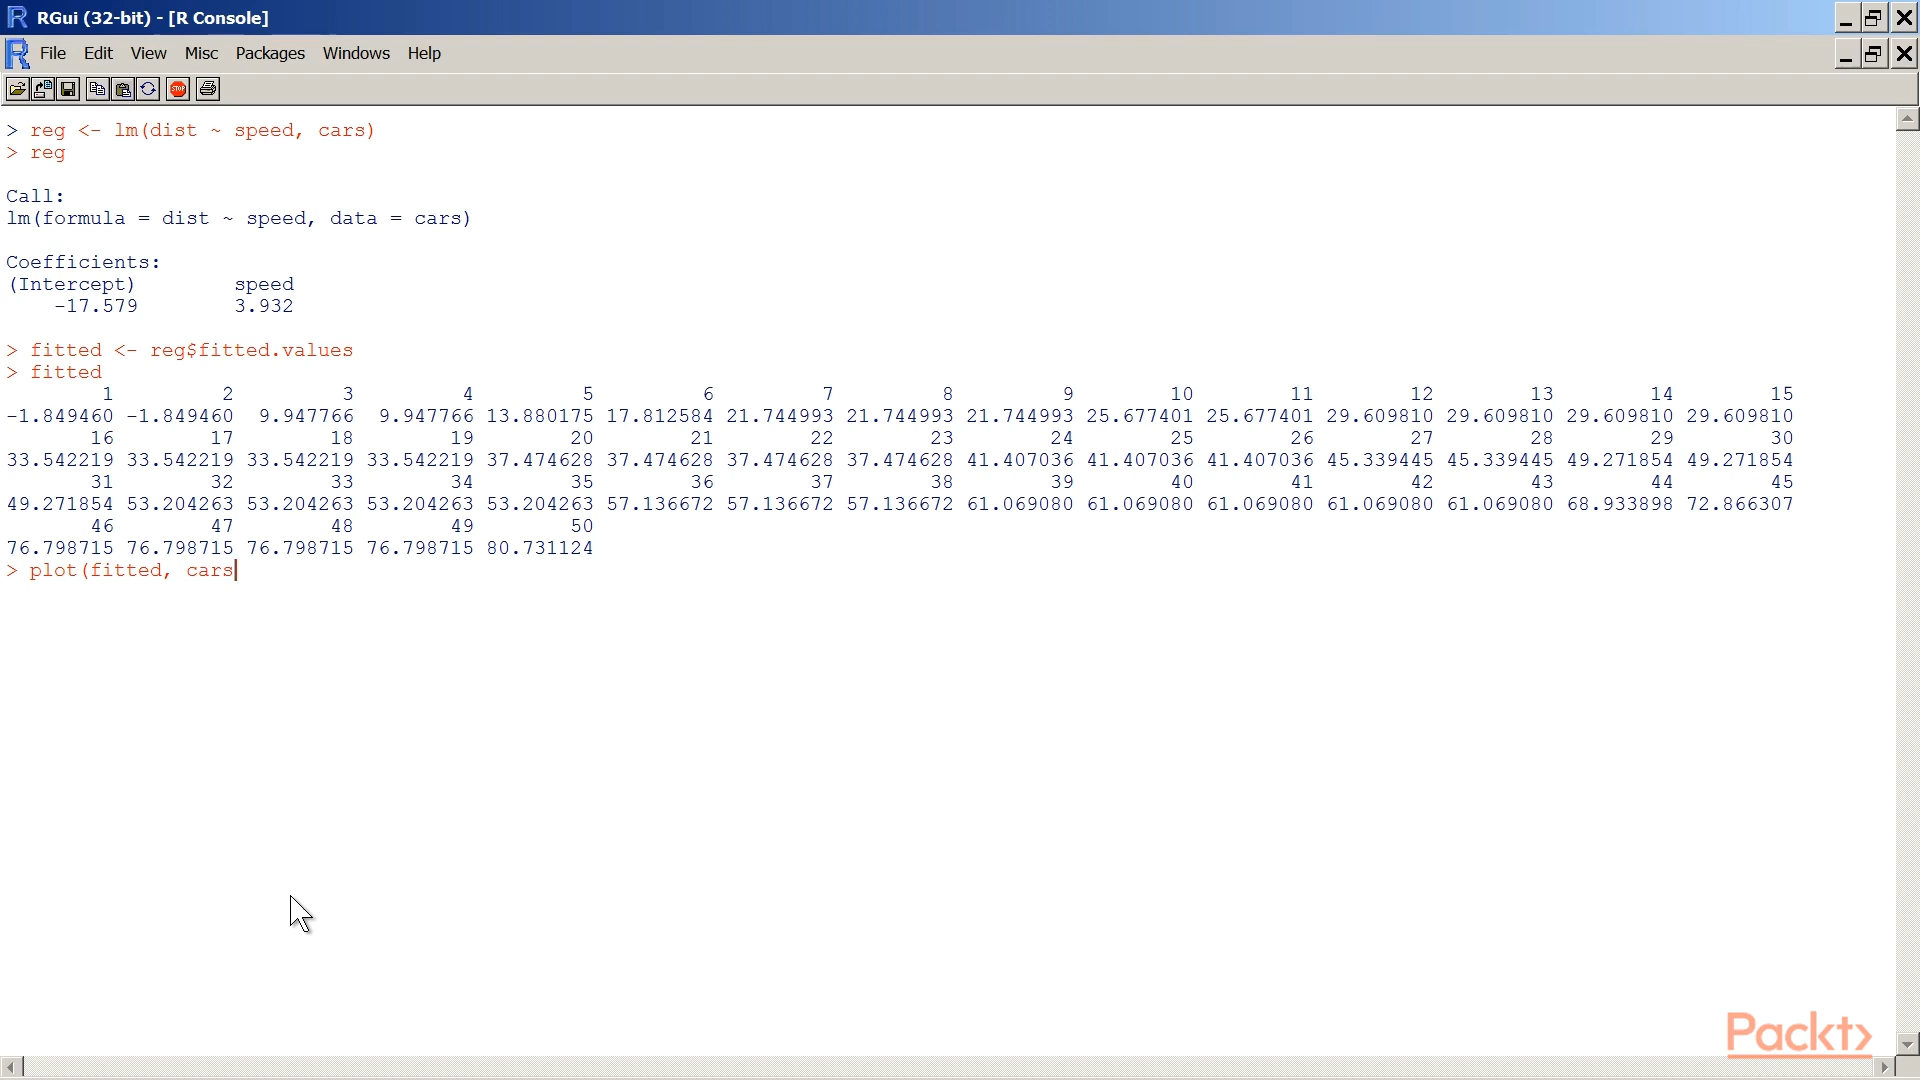 RGui (32-bit) - [R Console]
File Edit View Misc Packages Windows Help
STOP
> reg <- lm(dist ~ speed, cars)
> reg
Call:
lm(formula = dist ~ speed, data = cars)
Coefficients:
(Intercept) speed
-17.579 3.932
> fitted <- reg$fitted.values
> fitted
1 2 3 4 5 6 7 8 9 10 11 12 13 14 15
-1.849460 -1.849460 9.947766 9.947766 13.880175 17.812584 21.744993 21.744993 21.744993 25.677401 25.677401 29.609810 29.609810 29.609810 29.609810
16 17 18 19 20 21 22 23 24 25 26 27 28 29 30
33.542219 33.542219 33.542219 33.542219 37.474628 37.474628 37.474628 37.474628 41.407036 41.407036 41.407036 45.339445 45.339445 49.271854 49.271854
31 32 33 34 35 36 37 38 39 40 41 42 43 44 45
49.271854 53.204263 53.204263 53.204263 53.204263 57.136672 57.136672 57.136672 61.069080 61.069080 61.069080 61.069080 61.069080 68.933898 72.866307
46 47 48 49 50
76.798715 76.798715 76.798715 76.798715 80.731124
> plot(fitted, cars
Packt>